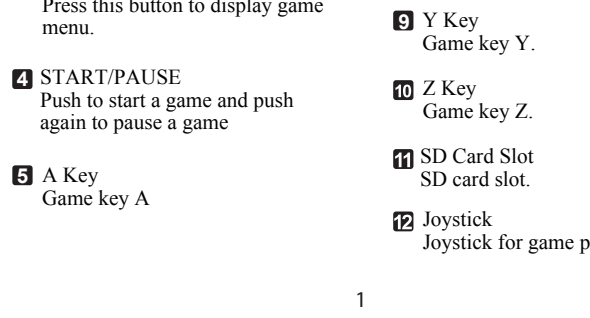 Press this button to display game
menu.
4 START/PAUSE
Push to start a game and push
again to pause a game
5 A Key
Game key A
9 Y Key
Game key Y.
10 Z Key
Game key Z.
11 SD Card Slot
SD card slot.
12 Joystick
Joystick for game p
1